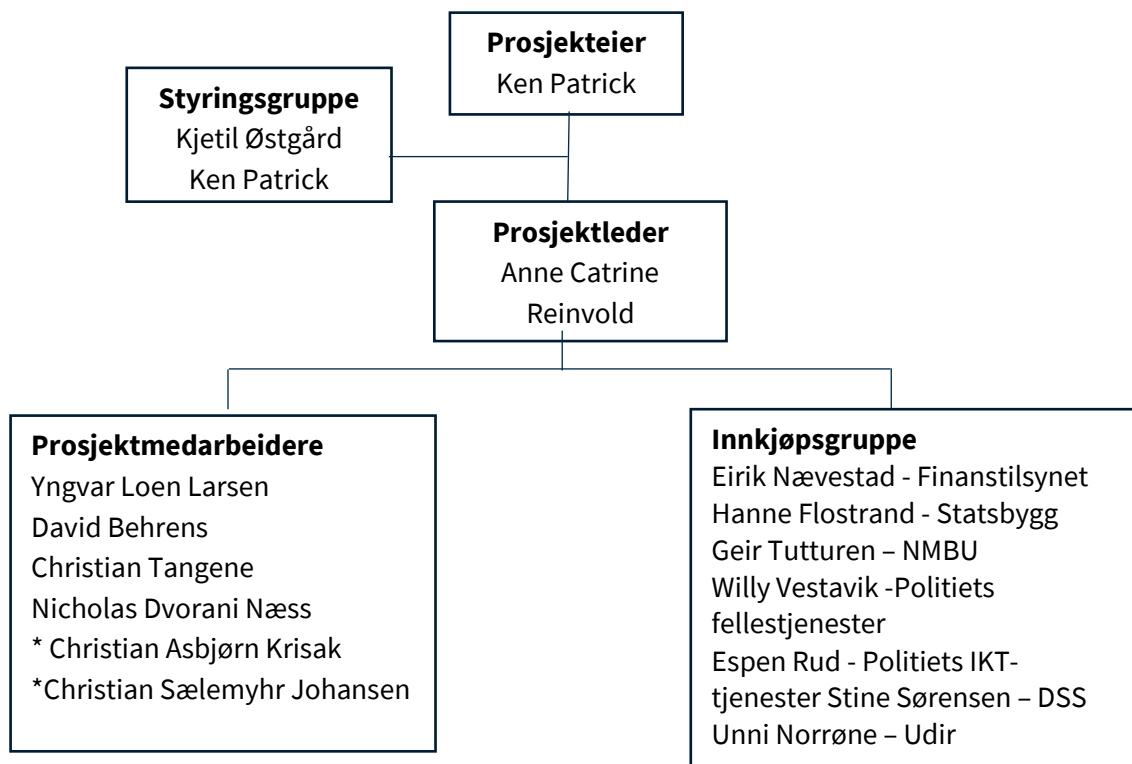 Prosjekteier
Ken Patrick
Styringsgruppe
Kjetil Østgård
Ken Patrick
Prosjektleder
Anne Catrine
Reinvold
Prosjektmedarbeidere
Yngvar Loen Larsen
David Behrens
Christian Tangene
Nicholas Dvorani Næss
* Christian Asbjørn Krisak
*Christian Sælemyhr Johansen
Innkjøpsgruppe
Eirik Nævestad - Finanstilsynet
Hanne Flostrand - Statsbygg
Geir Tutturen – NMBU
Willy Vestavik -Politiets
fellestjenester
Espen Rud - Politiets IKT-
tjenester Stine Sørensen – DSS
Unni Norrøne – Udir